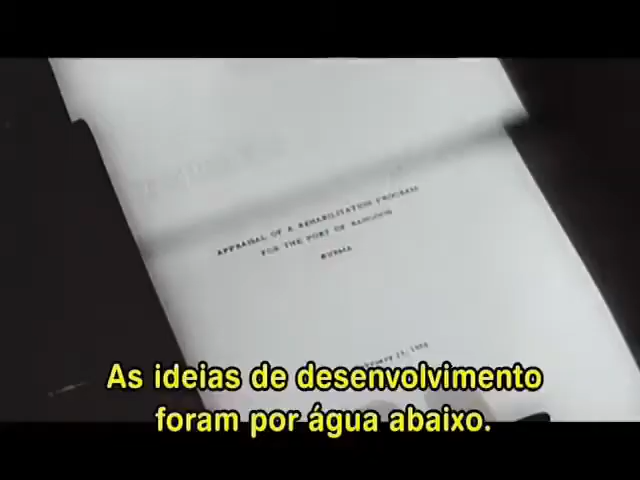 APPRAISAL OF A REHABILITATION PROGRAM
FOR THE PORT OF RANGOON
BURMA
As ideias de desenvolvimento
foram por água abaixo.